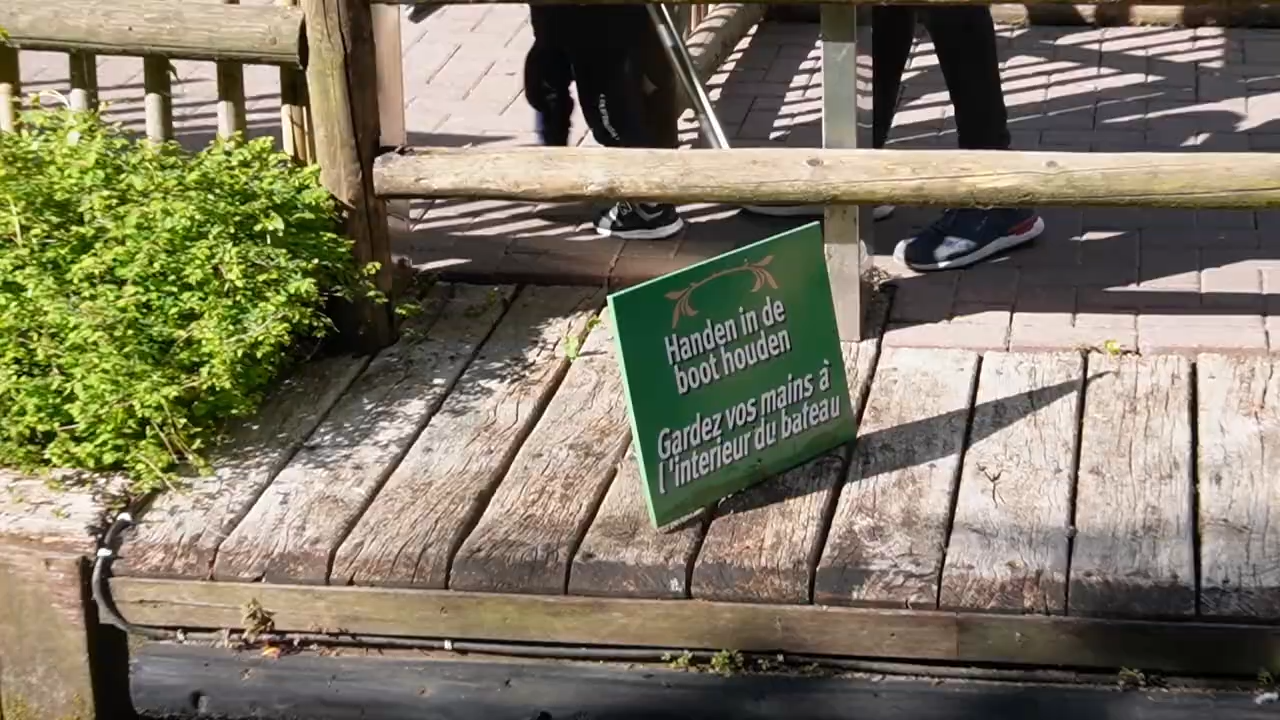 Handen in de
boot houden
Gardez vos mains à
l'interieur du bateau